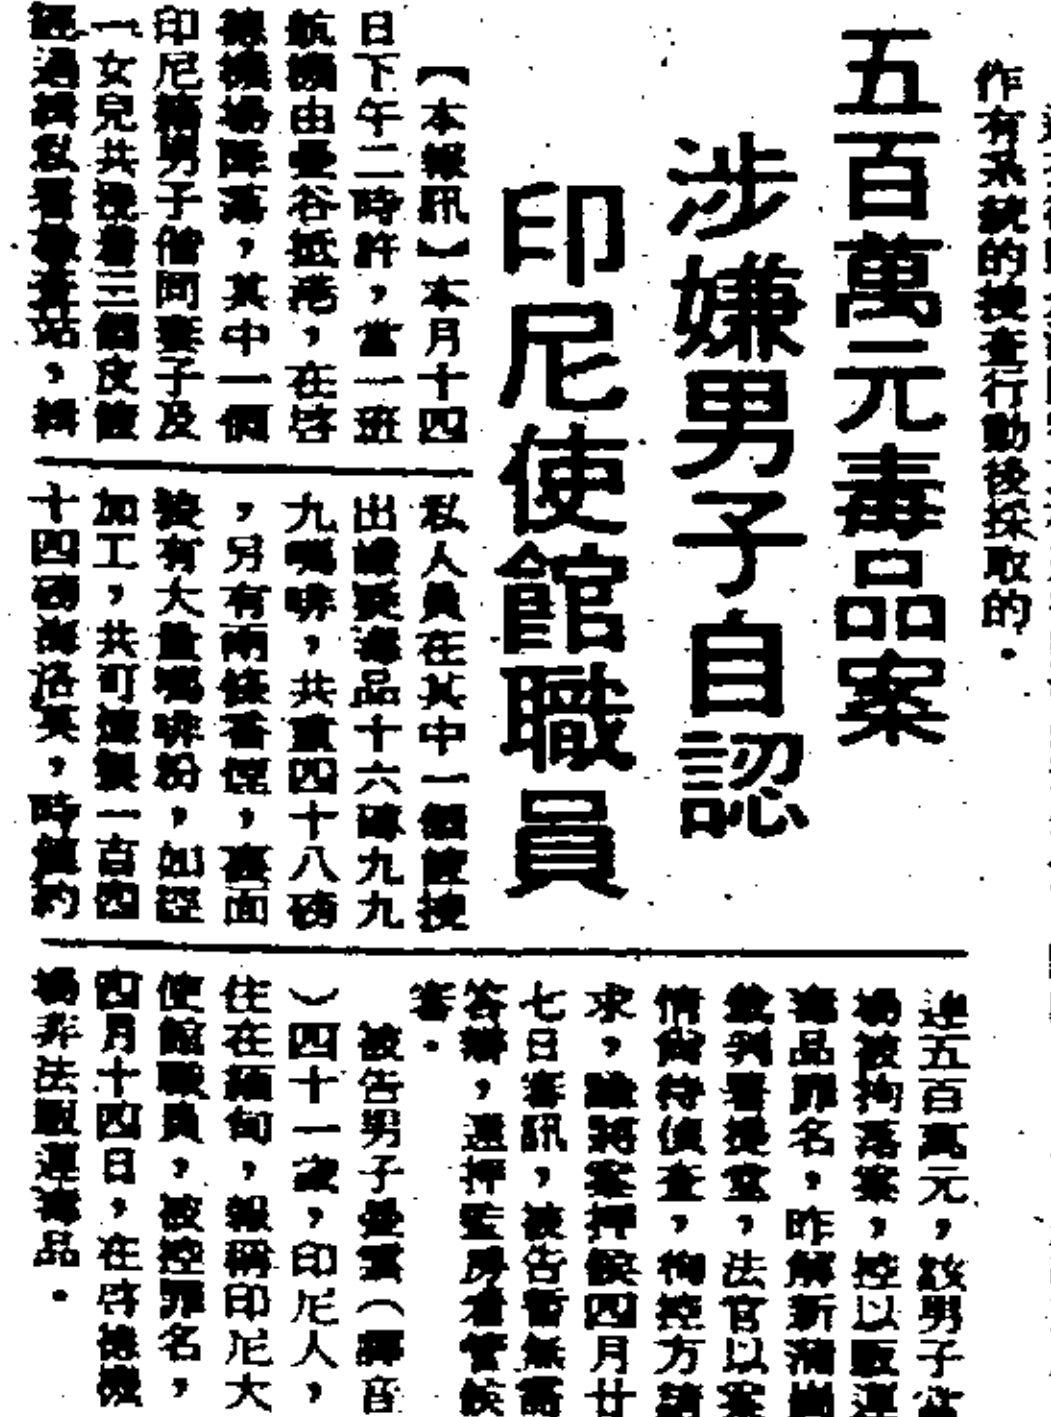 作有系統的搜查行動後採取的．
五百萬元毒品案
涉嫌男子自認
印尼使館職員
【本報訊】本月十四
日下午二時許，當一班
航機由曼谷抵港，在啓
德機場降落，其中一個
印尼籍男子偕同妻子及
一女兒共携着三個皮篋
經過緝私署檢查站，緝
私人員在其中一個篋搜
出證疑毒品十六磚九九
九嗎啡，共重四十八磅
，另有兩條香煙，裏面
裝有大量嗎啡粉，如經
加工，共可煉製一百四
十四磅海洛英，時值約
達五百萬元，該男子當
場被拘落案，控以販運
毒品罪名，昨解新蒲崗
裁判署提堂，法官以案
情尙待偵查，徇控方請
求，諭將案押候四月廿
七日審訊，被告暫無需
答辯，還押監房看管候
審．
被告男子曼（譯音
）四十一歲，印尼人，
住在緬甸，報稱印尼大
使館職員，被控罪名，
四月十四日，在啓德機
場非法販運毒品．